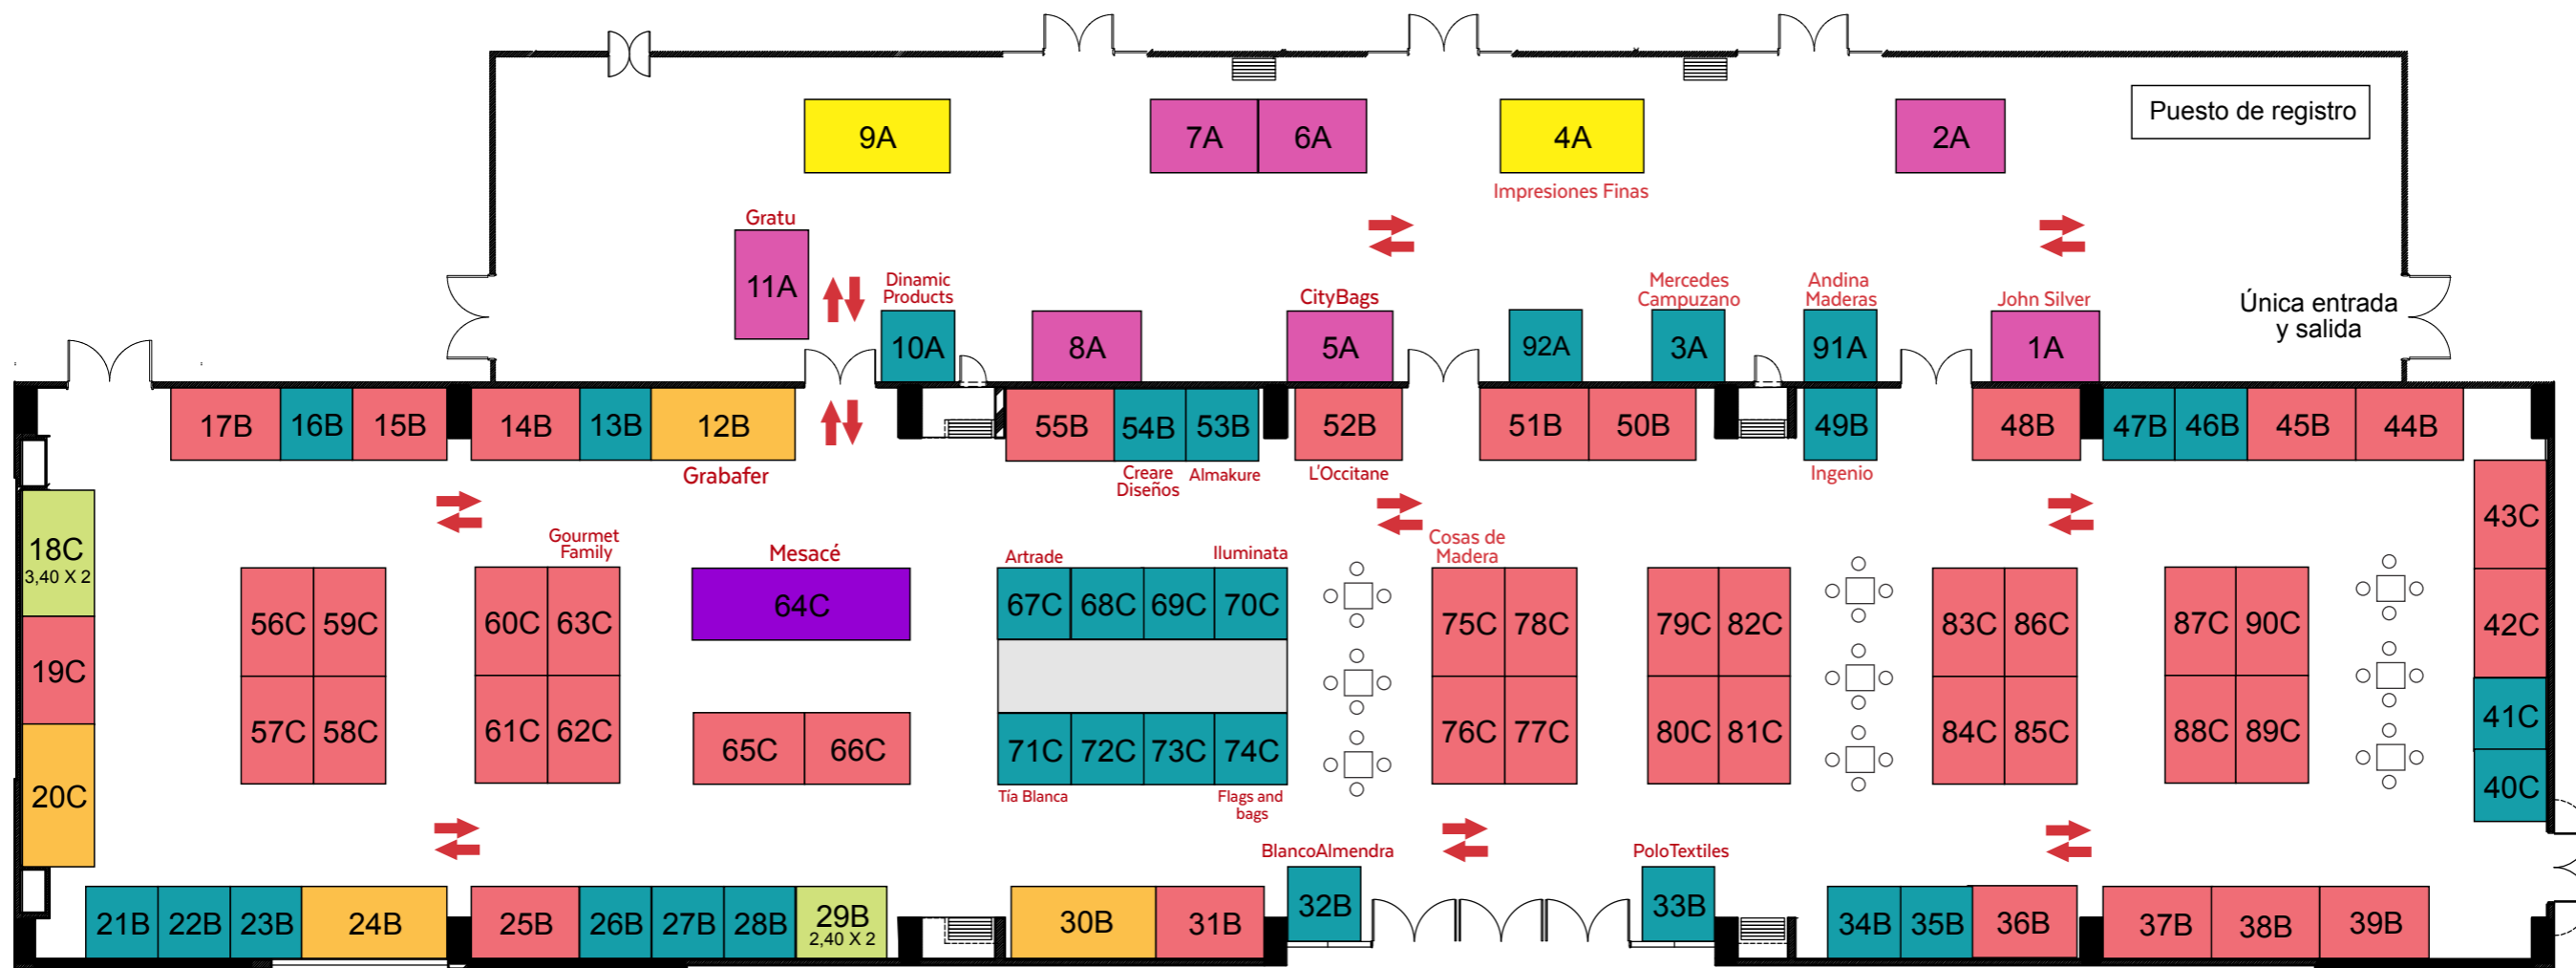 9A
7A
6A
4A
2A
Puesto de registro
Impresiones Finas
Gratu
11A
Dinamic
Products
10A
8A
CityBags
5A
92A
Mercedes
Campuzano
3A
Andina
Maderas
91A
John Silver
1A
Única entrada
y salida
17B
16B
15B
14B
13B
12B
Grabafer
55B
54B
53B
Creare
Diseños
Almakure
52B
L'Occitane
51B
50B
49B
Ingenio
48B
47B
46B
45B
44B
18C
3,40 X 2
19C
20C
56C
59C
57C
58C
Gourmet
Family
60C
63C
61C
62C
Mesacé
64C
65C
66C
Artrade
Iluminata
67C
68C
69C
70C
71C
72C
73C
74C
Tía Blanca
Flags and
bags
Cosas de
Madera
75C
78C
76C
77C
79C
82C
80C
81C
83C
86C
84C
85C
87C
90C
88C
89C
43C
42C
41C
40C
21B
22B
23B
24B
25B
26B
27B
28B
29B
2,40 X 2
30B
31B
BlancoAlmendra
32B
PoloTextiles
33B
34B
35B
36B
37B
38B
39B